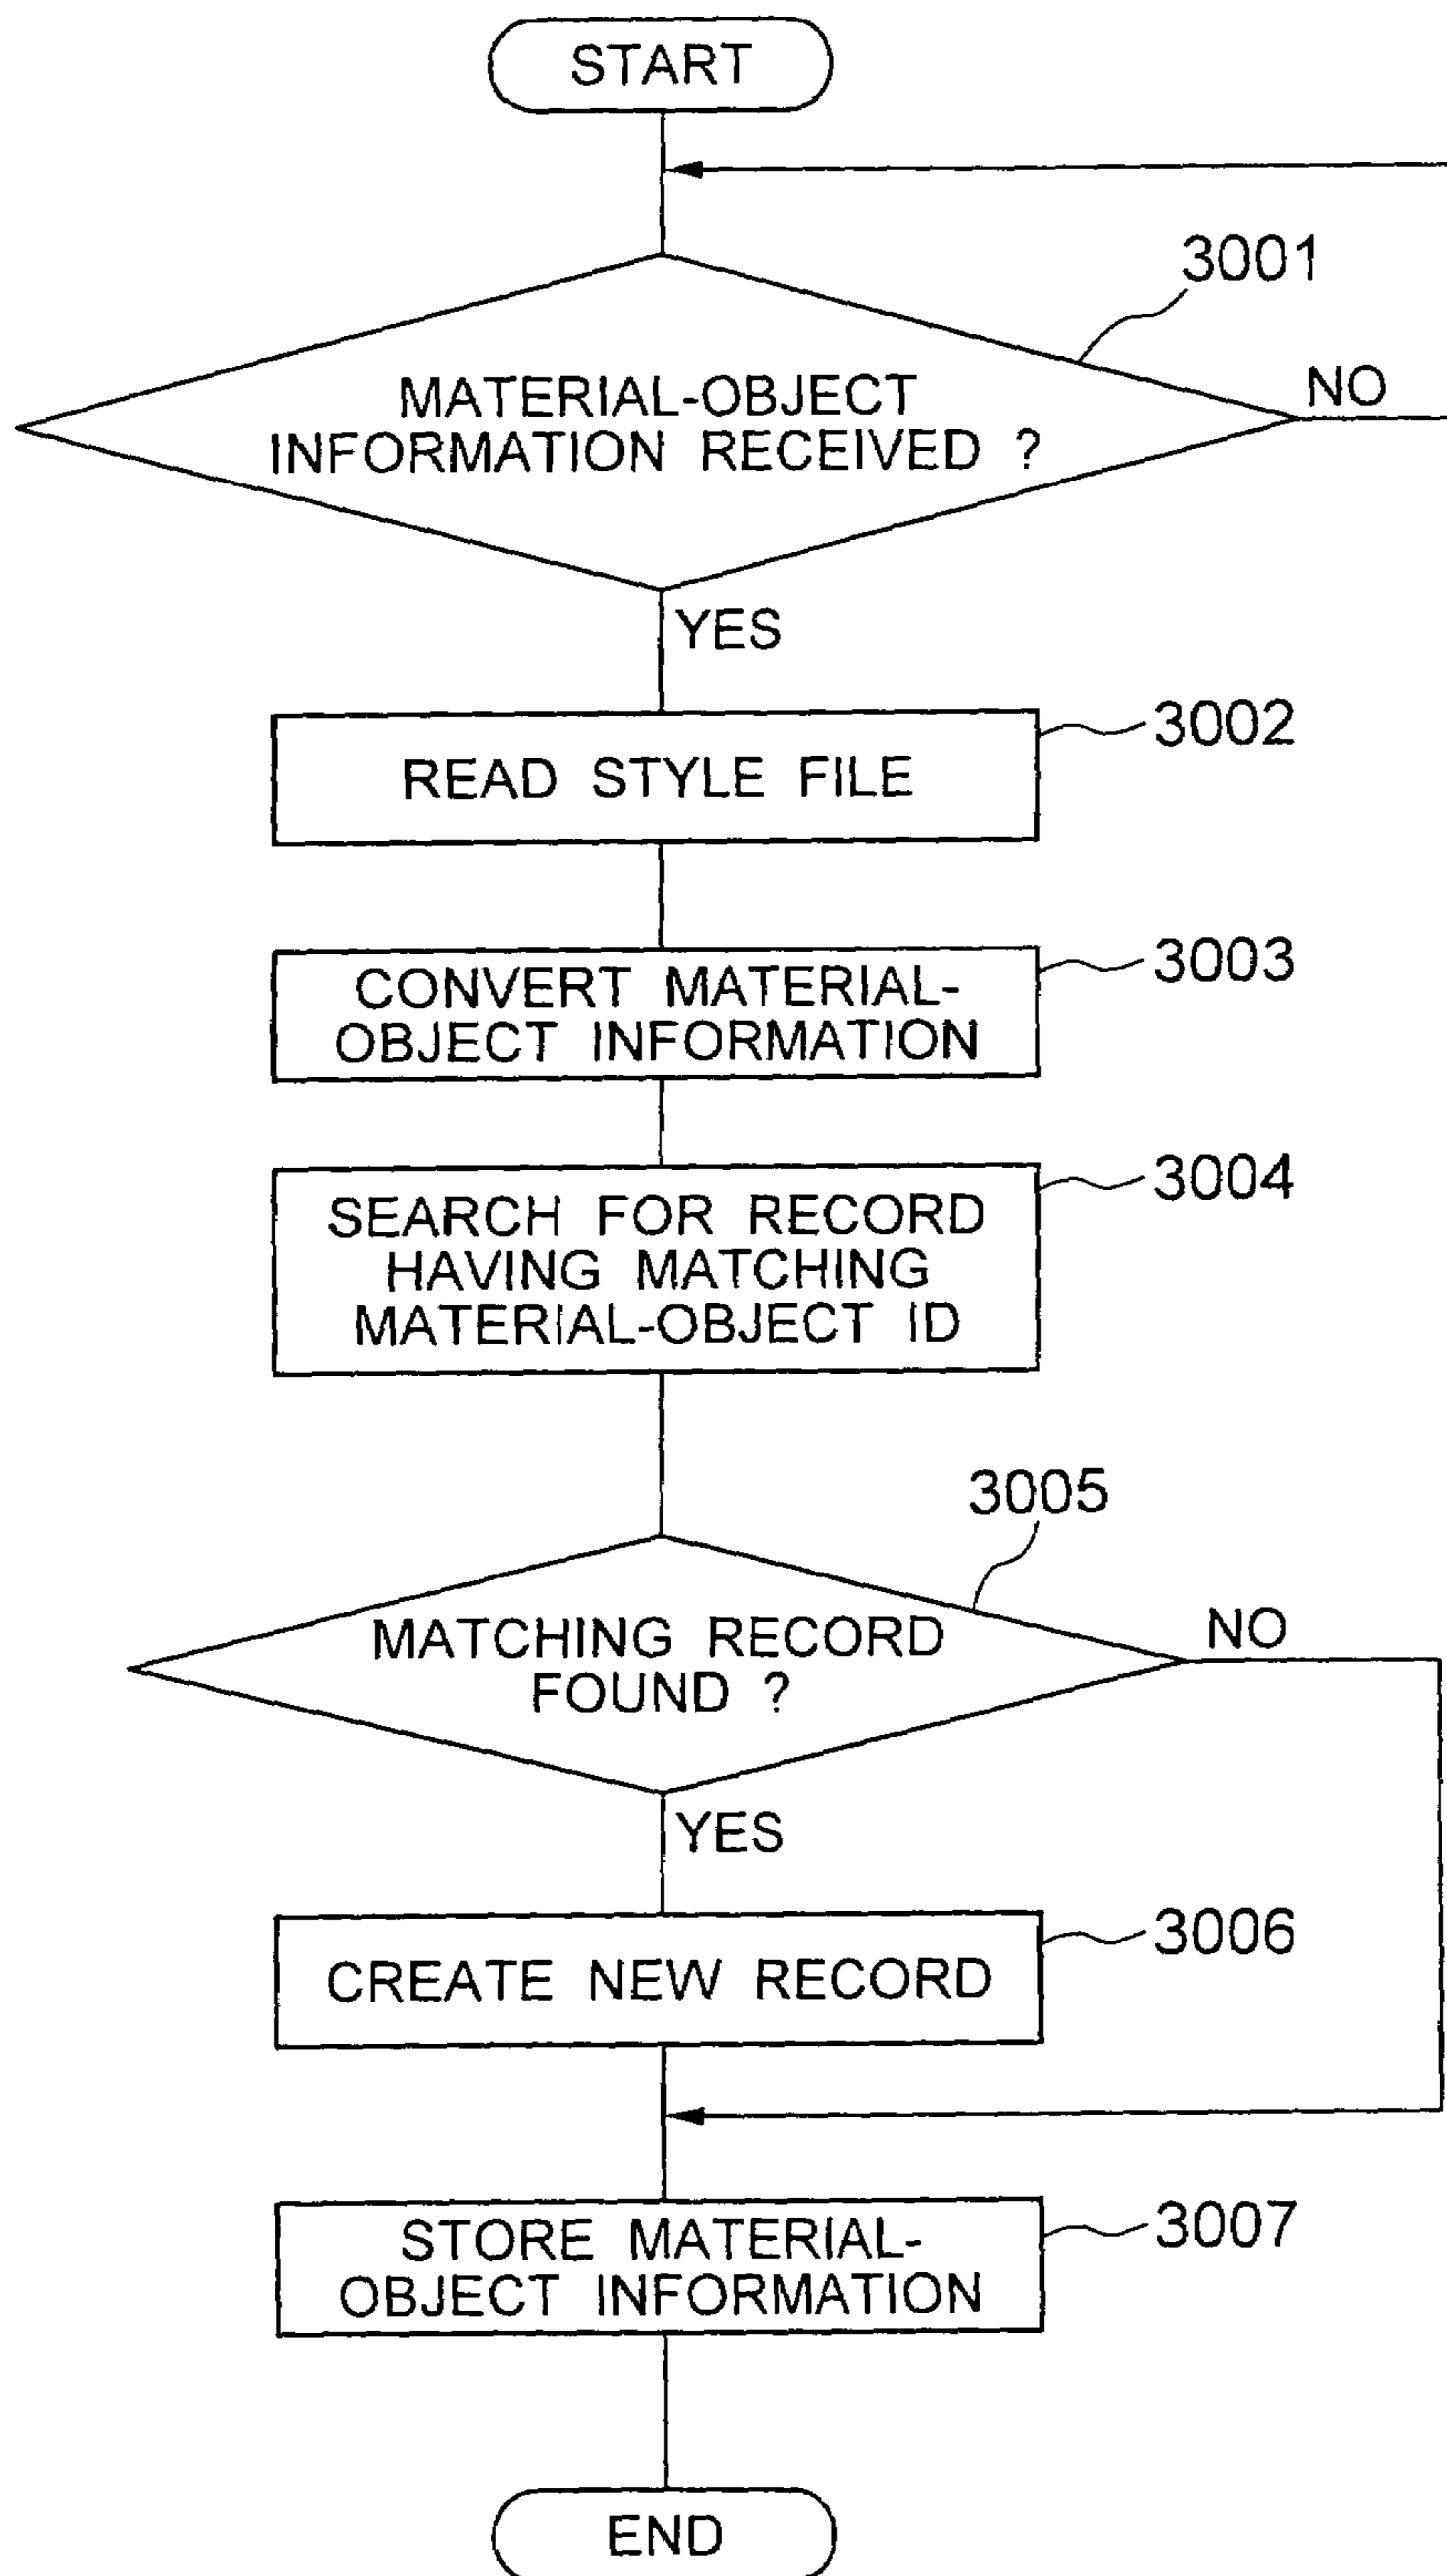 START
3001
MATERIAL-OBJECT
INFORMATION RECEIVED ?
NO
YES
READ STYLE FILE
3002
CONVERT MATERIAL-
OBJECT INFORMATION
3003
SEARCH FOR RECORD
HAVING MATCHING
MATERIAL-OBJECT ID
3004
3005
MATCHING RECORD
FOUND ?
NO
YES
CREATE NEW RECORD
3006
STORE MATERIAL-
OBJECT INFORMATION
3007
END